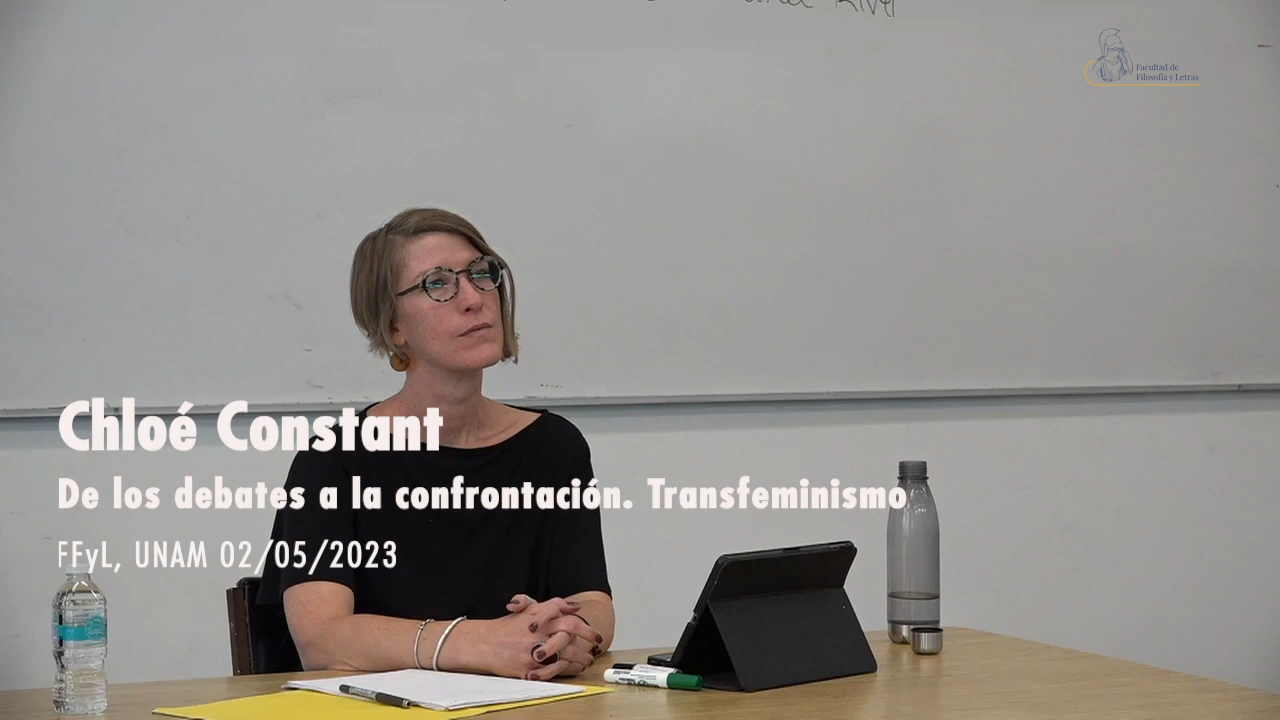 Facultad de
Filosofía y Letras
Chloé Constant
De los debates a la confrontación. Transfeminismo
FFyL, UNAM 02/05/2023